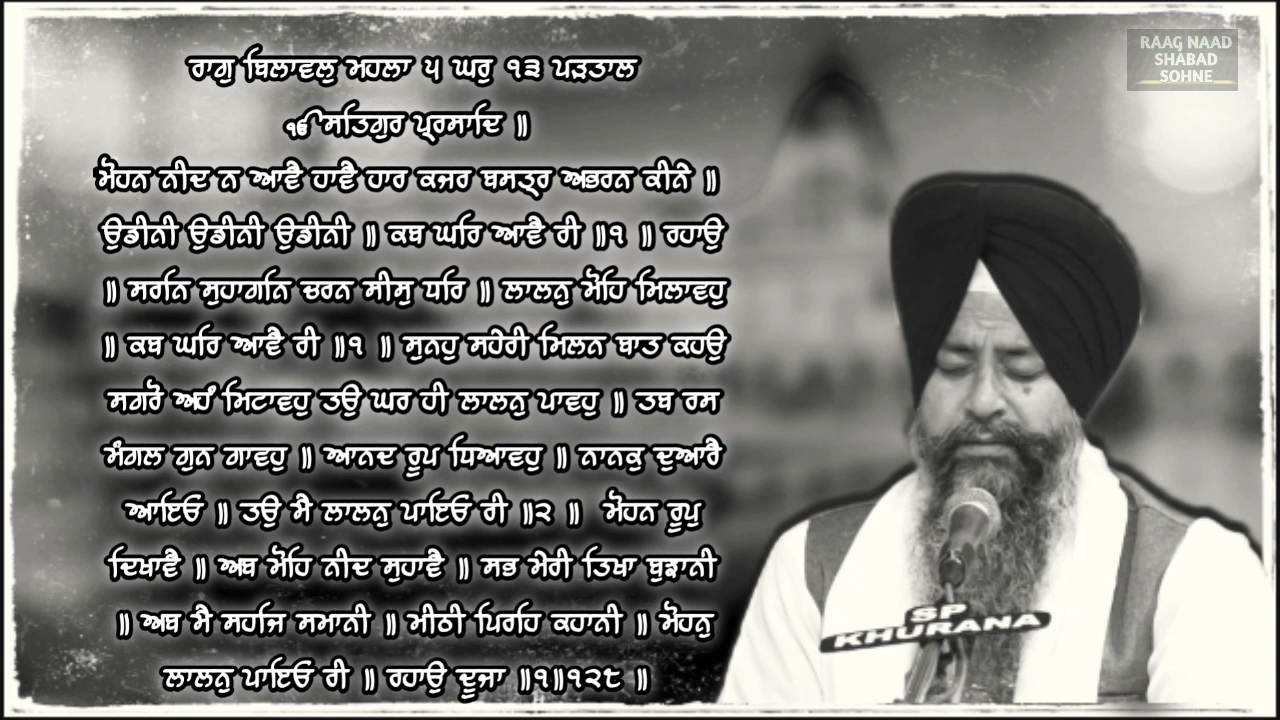 ਰਾਗੁ ਬਿਲਾਵਲੁ ਮਹਲਾ ੫ ਘਰੁ ੧੩ ਪੜਤਾਲ
ੴ ਸਤਿਗੁਰ ਪ੍ਰਸਾਦਿ ॥
ਮੋਹਨ ਨੀਦ ਨ ਆਵੈ ਹਾਵੈ ਹਾਰ ਕਜਰ ਬਸਤ੍ਰ ਅਭਰਨ ਕੀਨੇ ॥
ਉਡੀਨੀ ਉਡੀਨੀ ਉਡੀਨੀ ॥ ਕਬ ਘਰਿ ਆਵੈ ਰੀ ॥੧ ॥ ਰਹਾਉ
॥ ਸਰਨਿ ਸੁਹਾਗਨਿ ਚਰਨ ਸੀਸੁ ਧਰਿ ॥ ਲਾਲਨੁ ਮੋਹਿ ਮਿਲਾਵਹੁ
॥ ਕਬ ਘਰਿ ਆਵੈ ਰੀ ॥੧ ॥ ਸੁਨਹੁ ਸਹੇਰੀ ਮਿਲਨ ਬਾਤ ਕਹਉ
ਸਗਰੋ ਅਹੰ ਮਿਟਾਵਹੁ ਤਉ ਘਰ ਹੀ ਲਾਲਨੁ ਪਾਵਹੁ ॥ ਤਬ ਰਸ
ਮੰਗਲ ਗੁਨ ਗਾਵਹੁ ॥ ਆਨਦ ਰੂਪ ਧਿਆਵਹੁ ॥ ਨਾਨਕੁ ਦੁਆਰੈ
ਆਇਓ ॥ ਤਉ ਮੈ ਲਾਲਨੁ ਪਾਇਓ ਰੀ ॥੨ ॥ ਮੋਹਨ ਰੂਪੁ
ਦਿਖਾਵੈ ॥ ਅਬ ਮੋਹਿ ਨੀਦ ਸੁਹਾਵੈ ॥ ਸਭ ਮੇਰੀ ਤਿਖਾ ਬੁਝਾਨੀ
॥ ਅਬ ਮੈ ਸਹਜਿ ਸਮਾਨੀ ॥ ਮੀਠੀ ਪਿਰਹਿ ਕਹਾਨੀ ॥ ਮੋਹਨੁ
ਲਾਲਨੁ ਪਾਇਓ ਰੀ ॥ ਰਹਾਉ ਦੂਜਾ ॥੧॥੧੨੮ ॥
RAAG NAAD
SHABAD
SOHNE
SP
KHURANA